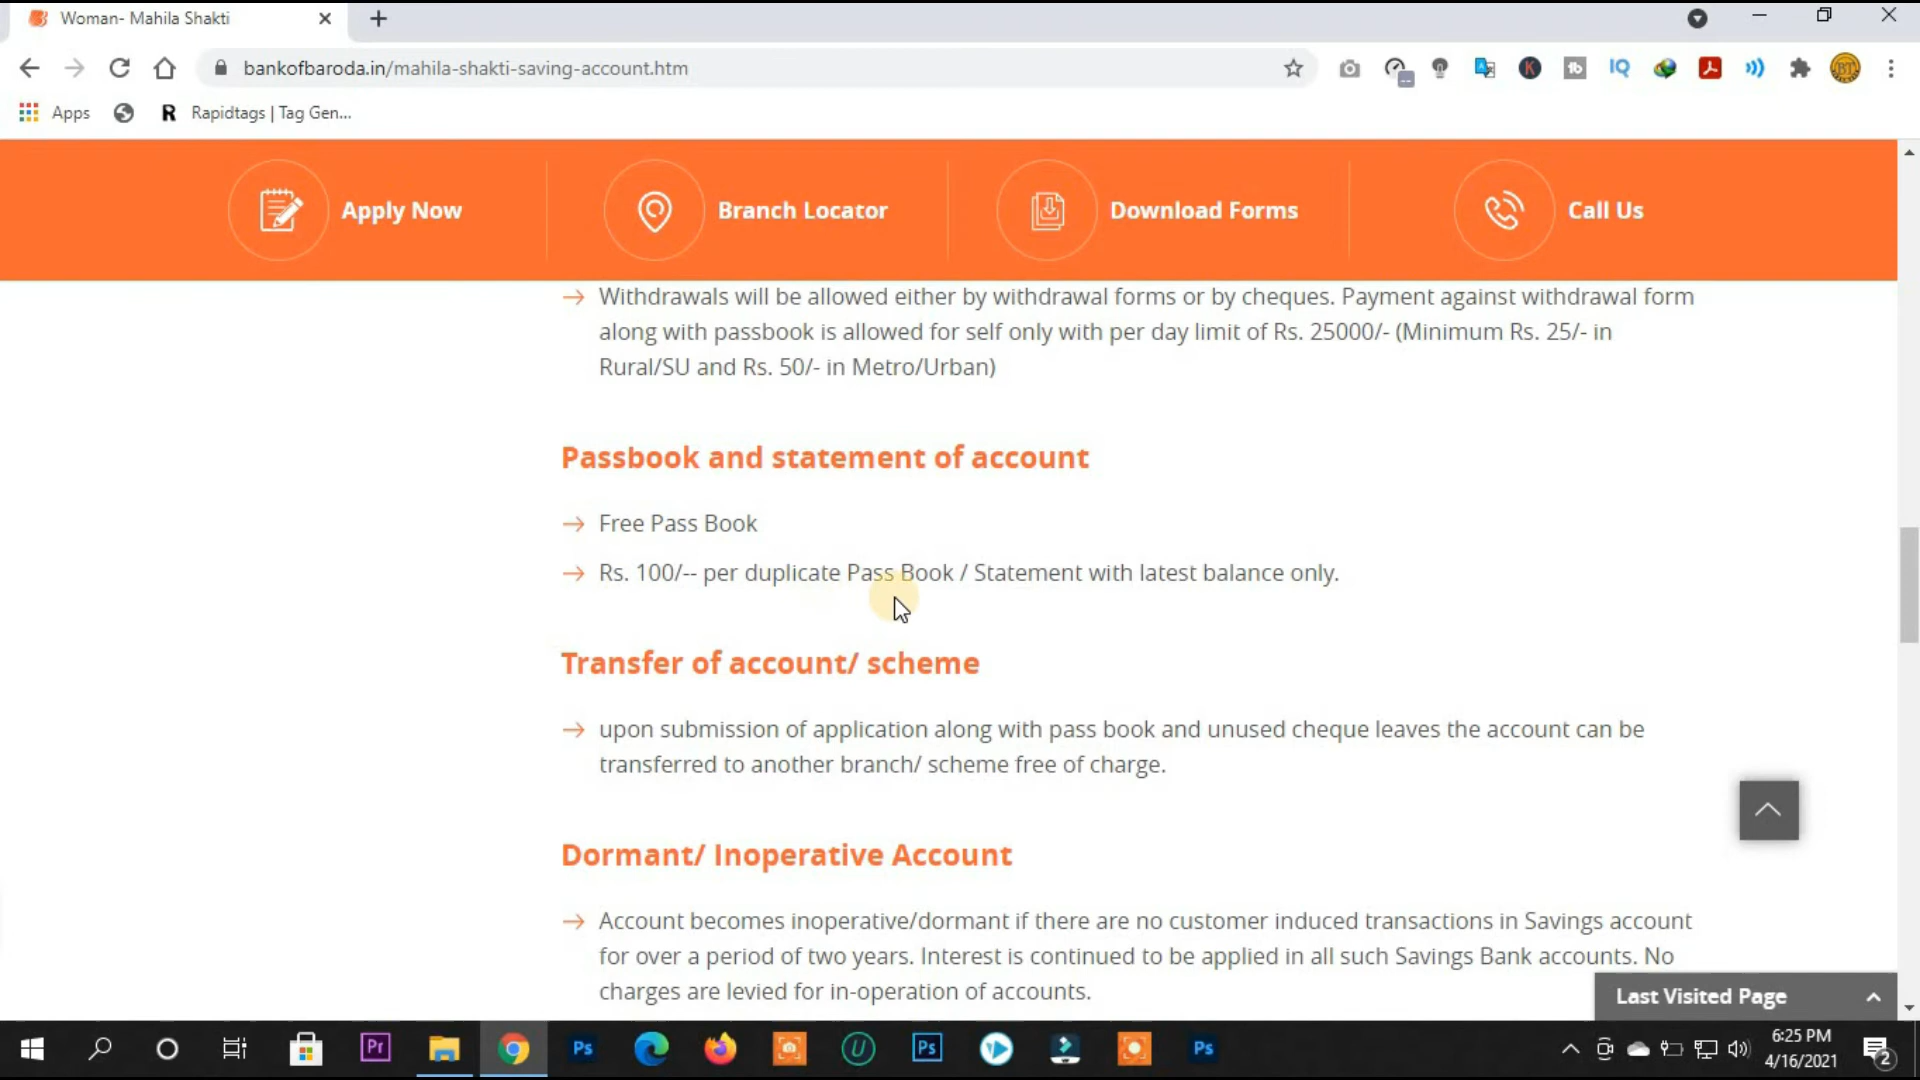 Woman- Mahila Shakti
bankofbaroda.in/mahila-shakti-saving-account.htm
Apps
R Rapidtags | Tag Gen...
Apply Now
Branch Locator
Download Forms
Call Us
Withdrawals will be allowed either by withdrawal forms or by cheques. Payment against withdrawal form
along with passbook is allowed for self only with per day limit of Rs. 25000/- (Minimum Rs. 25/- in
Rural/SU and Rs. 50/- in Metro/Urban)
Passbook and statement of account
Free Pass Book
Rs. 100/-- per duplicate Pass Book / Statement with latest balance only.
Transfer of account/ scheme
upon submission of application along with pass book and unused cheque leaves the account can be
transferred to another branch/ scheme free of charge.
Dormant/ Inoperative Account
Account becomes inoperative/dormant if there are no customer induced transactions in Savings account
for over a period of two years. Interest is continued to be applied in all such Savings Bank accounts. No
charges are levied for in-operation of accounts.
Last Visited Page
Pr
Ps
Ps
Ps
6:25 PM
4/16/2021
2